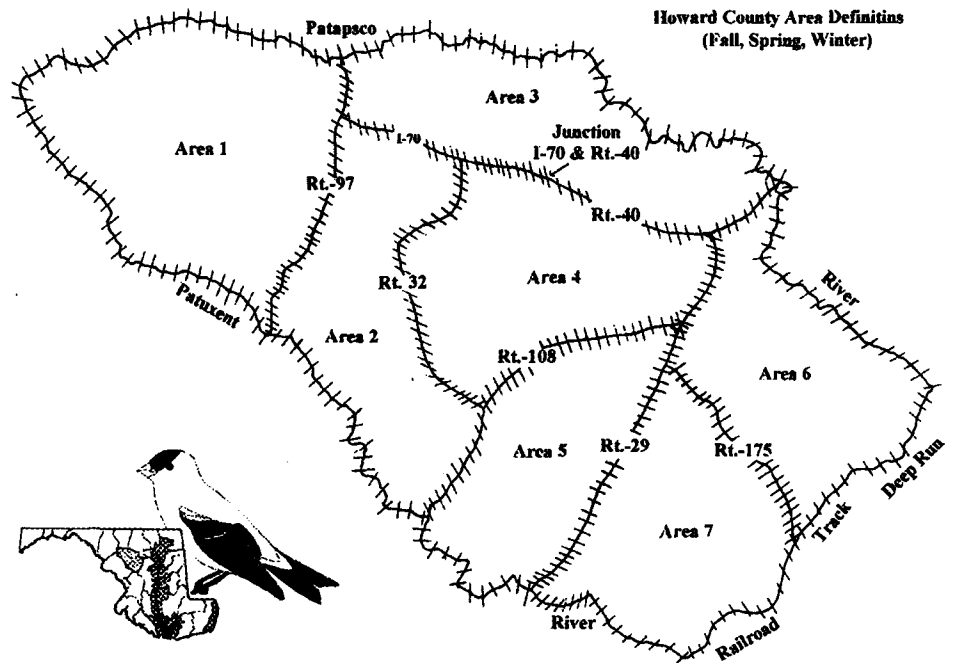 Howard County Area Definitins
(Fall, Spring, Winter)
Patapsco
Area 3
Junction
I-70 & Rt.-40
I-70
Area 1
Rt.-97
Rt.-40
Area 4
Rt. 32
River
Patuxent
Area 2
Rt.-108
Area 6
Area 5
Rt.-29
Rt.-175
Deep Run
Track
Area 7
River
Railroad